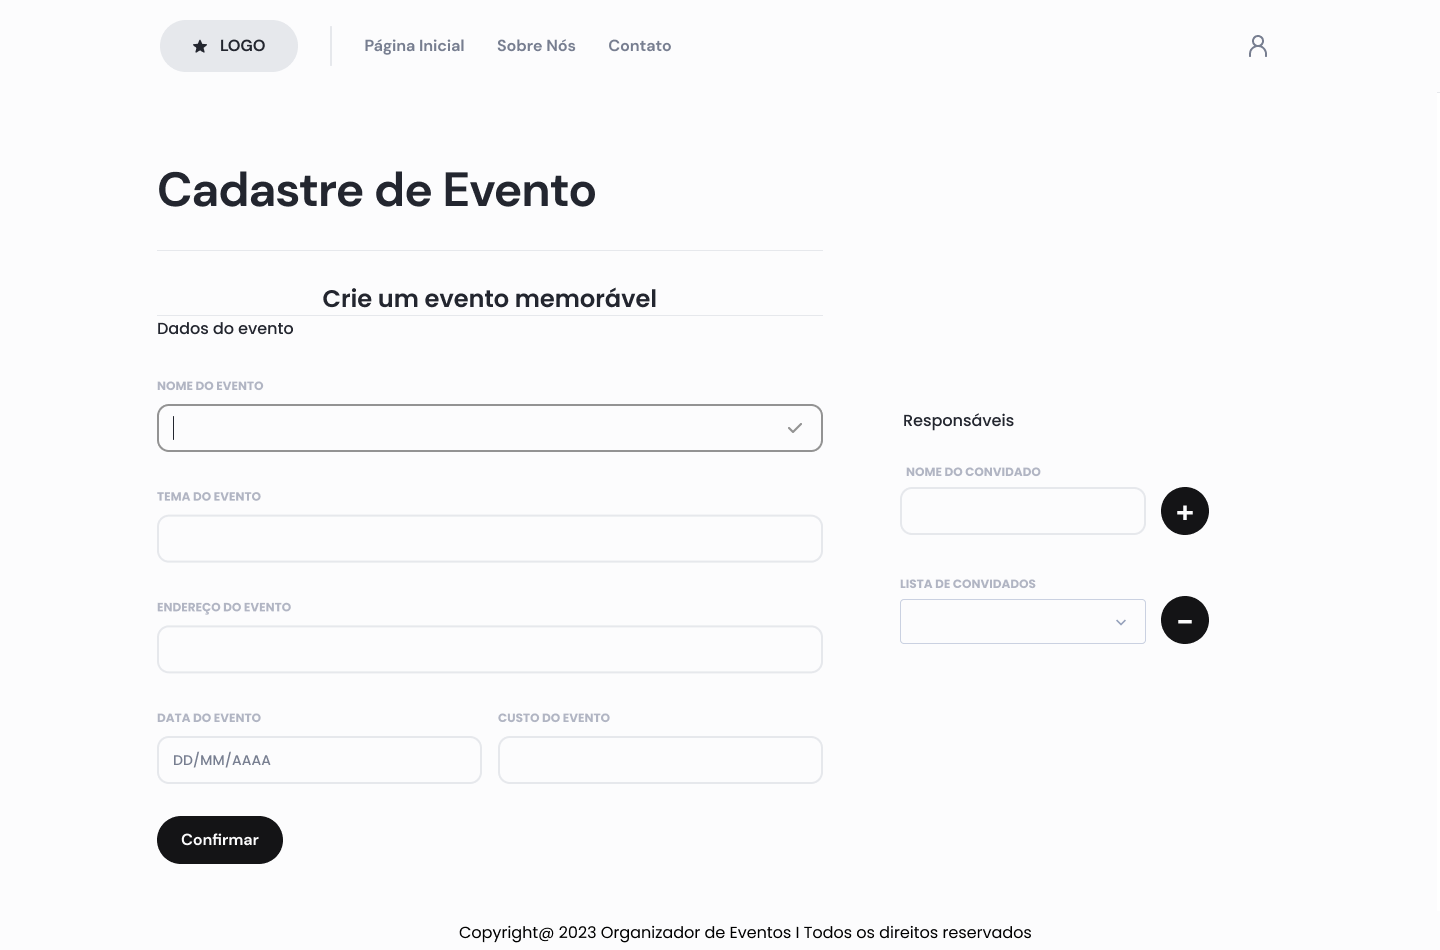 LOGO
Página Inicial
Sobre Nós
Contato
Cadastre de Evento
Crie um evento memorável
Dados do evento
NOME DO EVENTO
TEMA DO EVENTO
ENDEREÇO DO EVENTO
DATA DO EVENTO
CUSTO DO EVENTO
DD/MM/AAAA
Confirmar
Responsáveis
NOME DO CONVIDADO
+
LISTA DE CONVIDADOS
-
Copyright@ 2023 Organizador de Eventos I Todos os direitos reservados